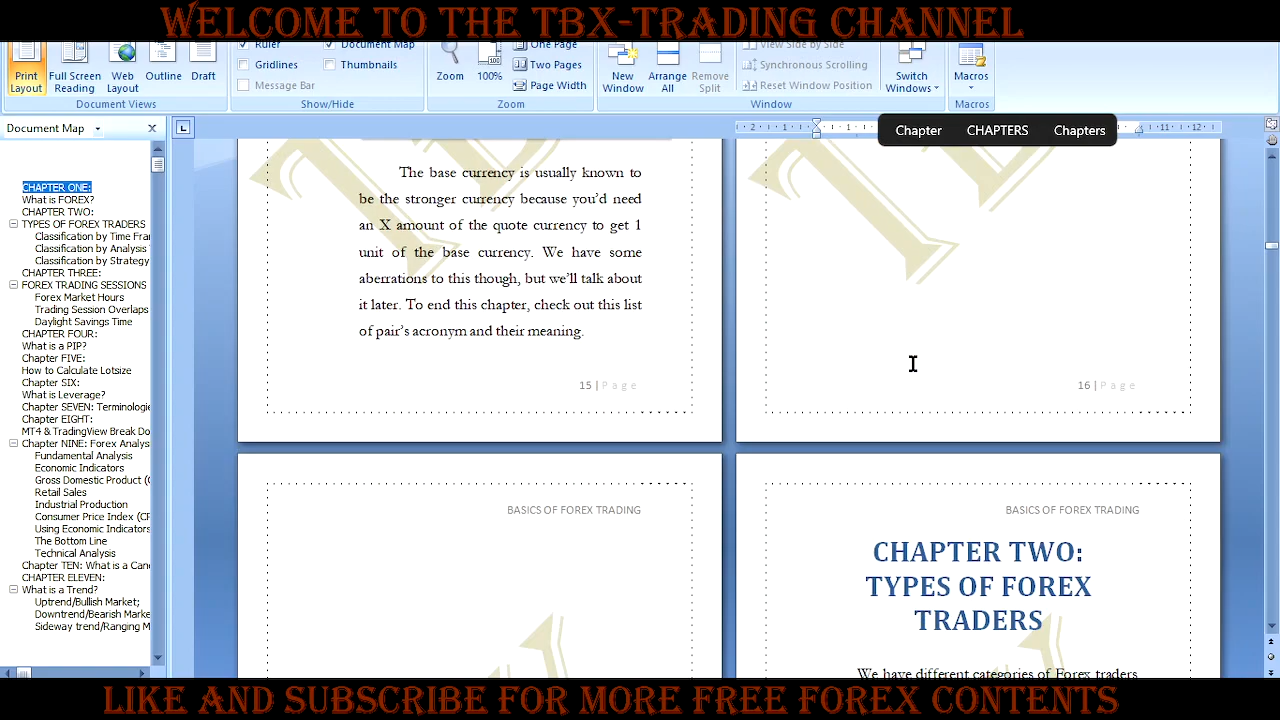 WELCOME TO THE TBX-TRADING CHANNEL
Ruler
Document Map
One Page
View Side by Side
Gridlines
Thumbnails
Two Pages
Synchronous Scrolling
Print Layout
Full Screen Reading
Web Layout
Outline
Draft
Message Bar
Zoom
100%
Page Width
New Window
Arrange All
Remove Split
Reset Window Position
Switch Windows
Macros
Document Views
Show/Hide
Zoom
Window
Macros
Document Map
Chapter CHAPTERS Chapters
2 1 1 11 12
CHAPTER ONE:
What is FOREX?
CHAPTER TWO:
TYPES OF FOREX TRADERS
Classification by Time Fra
Classification by Analysis
Classification by Strategy
CHAPTER THREE:
FOREX TRADING SESSIONS
Forex Market Hours
Trading Session Overlaps
Daylight Savings Time
CHAPTER FOUR:
What is a PIP?
Chapter FIVE:
How to Calculate Lotsize
Chapter SIX:
What is Leverage?
Chapter SEVEN: Terminologie
Chapter EIGHT:
MT4 & TradingView Break Do
Chapter NINE: Forex Analys
Fundamental Analysis
Economic Indicators
Gross Domestic Product (G
Retail Sales
Industrial Production
Consumer Price Index (CP
Using Economic Indicators
The Bottom Line
Technical Analysis
Chapter TEN: What is a Can
CHAPTER ELEVEN:
What is a Trend?
Uptrend/Bullish Market;
Downtrend/Bearish Marke
Sideway trend/Ranging M
The base currency is usually known to
be the stronger currency because you'd need
an X amount of the quote currency to get 1
unit of the base currency. We have some
aberrations to this though, but we'll talk about
it later. To end this chapter, check out this list
of pair's acronym and their meaning.
15 | Page
16 | Page
BASICS OF FOREX TRADING
BASICS OF FOREX TRADING
CHAPTER TWO:
TYPES OF FOREX
TRADERS
We have different categories of Forex traders
LIKE AND SUBSCRIBE FOR MORE FREE FOREX CONTENTS